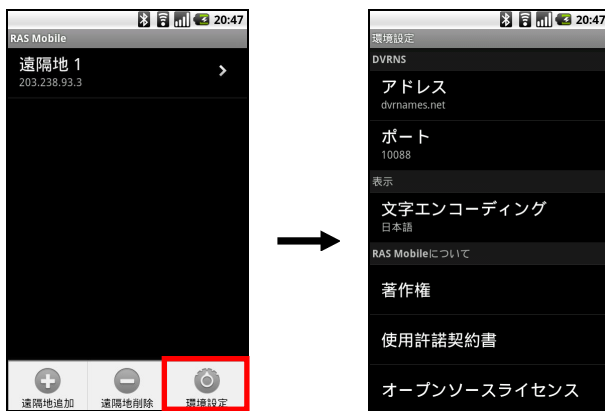 20:47
RAS Mobile
遠隔地 1
203.238.93.3
遠隔地追加
遠隔地削除
環境設定
20:47
環境設定
DVRNS
アドレス
dvrnames.net
ポート
10088
表示
文字エンコーディング
日本語
RAS Mobileについて
著作権
使用許諾契約書
オープンソースライセンス